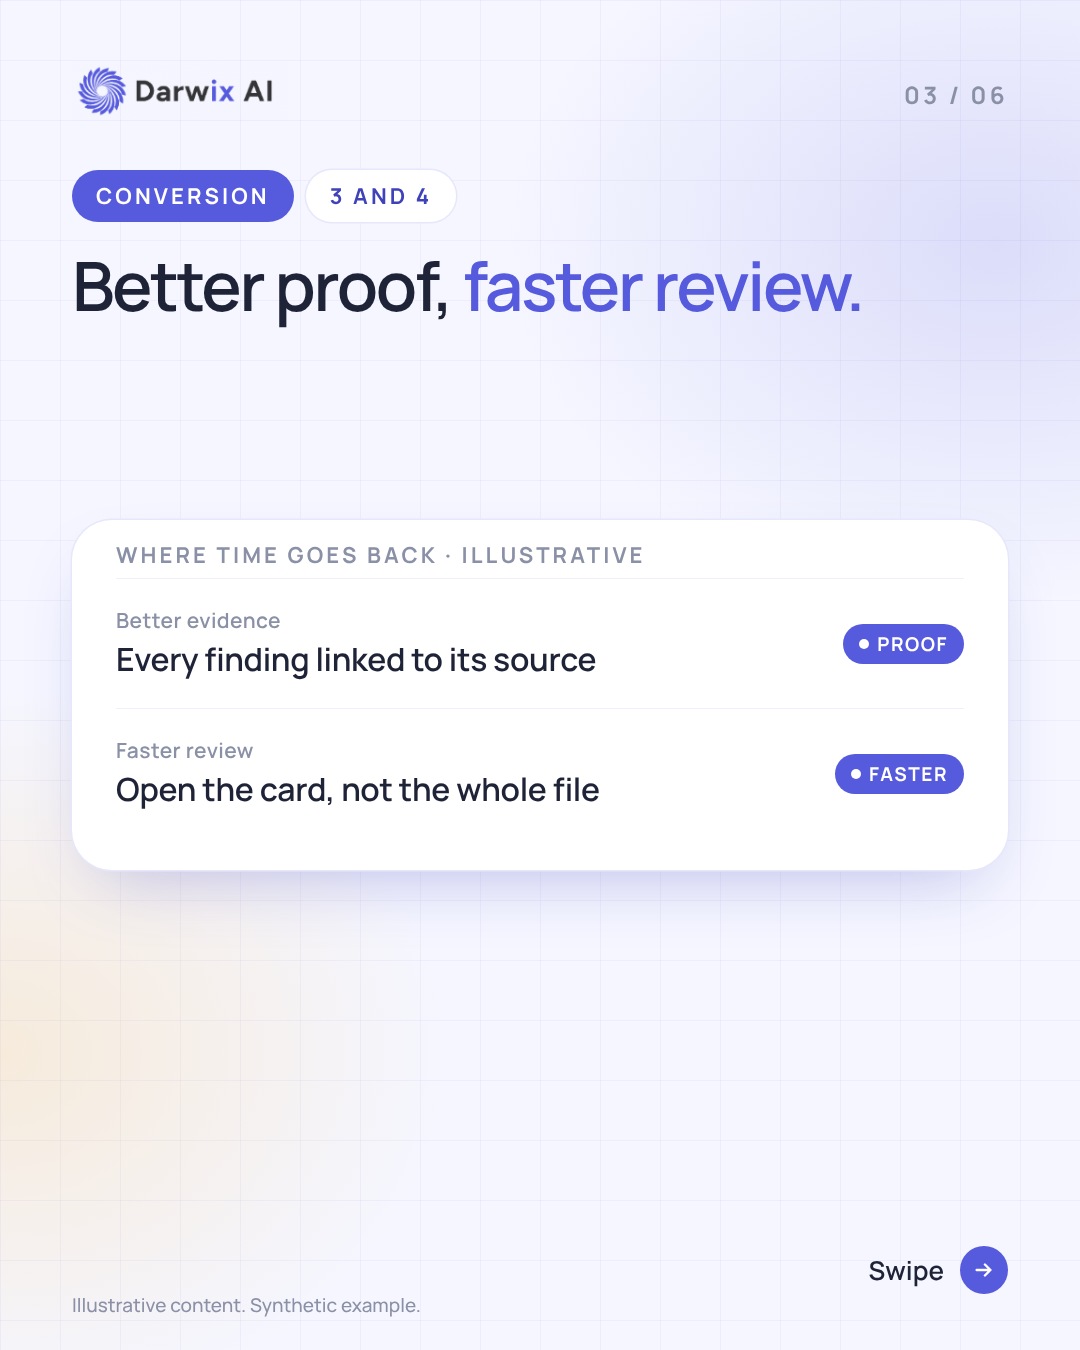 Darwix AI
03 / 06
CONVERSION
3 AND 4
Better proof, faster review.
WHERE TIME GOES BACK · ILLUSTRATIVE
Better evidence
Every finding linked to its source
PROOF
Faster review
Open the card, not the whole file
FASTER
Swipe
Illustrative content. Synthetic example.